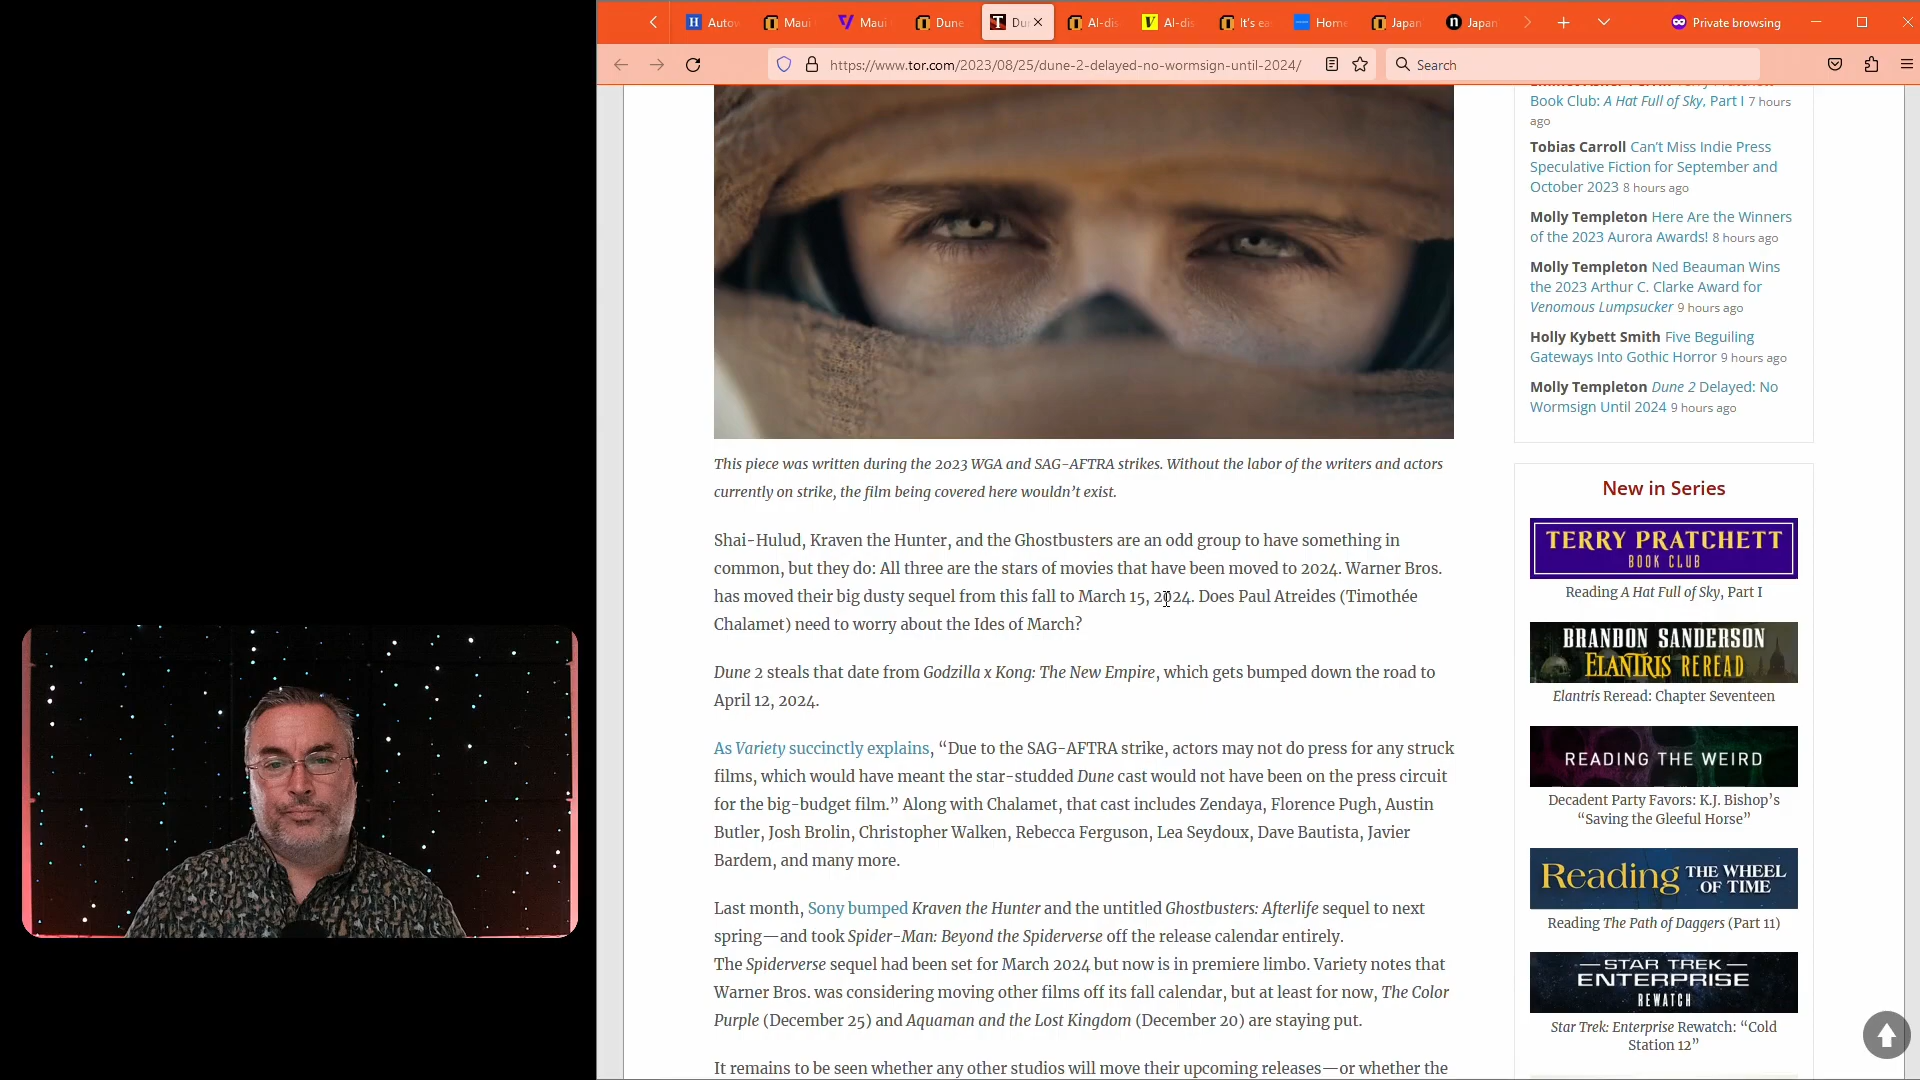 Autov
Maui
Maui
Dune
Dun
AI-dis
AI-dis
It's ea
Home
Japan
Japan
Private browsing
https://www.tor.com/2023/08/25/dune-2-delayed-no-wormsign-until-2024/
Search
Book Club: A Hat Full of Sky, Part I 7 hours
ago
Tobias Carroll Can't Miss Indie Press
Speculative Fiction for September and
October 2023 8 hours ago
Molly Templeton Here Are the Winners
of the 2023 Aurora Awards! 8 hours ago
Molly Templeton Ned Beauman Wins
the 2023 Arthur C. Clarke Award for
Venomous Lumpsucker 9 hours ago
Holly Kybett Smith Five Beguiling
Gateways Into Gothic Horror 9 hours ago
Molly Templeton Dune 2 Delayed: No
Wormsign Until 2024 9 hours ago
This piece was written during the 2023 WGA and SAG-AFTRA strikes. Without the labor of the writers and actors
currently on strike, the film being covered here wouldn't exist.
Shai-Hulud, Kraven the Hunter, and the Ghostbusters are an odd group to have something in
common, but they do: All three are the stars of movies that have been moved to 2024. Warner Bros.
has moved their big dusty sequel from this fall to March 15, 2024. Does Paul Atreides (Timothée
Chalamet) need to worry about the Ides of March?
Dune 2 steals that date from Godzilla x Kong: The New Empire, which gets bumped down the road to
April 12, 2024.
As Variety succinctly explains, “Due to the SAG-AFTRA strike, actors may not do press for any struck
films, which would have meant the star-studded Dune cast would not have been on the press circuit
for the big-budget film.” Along with Chalamet, that cast includes Zendaya, Florence Pugh, Austin
Butler, Josh Brolin, Christopher Walken, Rebecca Ferguson, Lea Seydoux, Dave Bautista, Javier
Bardem, and many more.
Last month, Sony bumped Kraven the Hunter and the untitled Ghostbusters: Afterlife sequel to next
spring—and took Spider-Man: Beyond the Spiderverse off the release calendar entirely.
The Spiderverse sequel had been set for March 2024 but now is in premiere limbo. Variety notes that
Warner Bros. was considering moving other films off its fall calendar, but at least for now, The Color
Purple (December 25) and Aquaman and the Lost Kingdom (December 20) are staying put.
It remains to be seen whether any other studios will move their upcoming releases—or whether the
New in Series
TERRY PRATCHETT
BOOK CLUB
Reading A Hat Full of Sky, Part I
BRANDON SANDERSON
ELANTRIS REREAD
Elantris Reread: Chapter Seventeen
READING THE WEIRD
Decadent Party Favors: K.J. Bishop's
“Saving the Gleeful Horse”
Reading THE WHEEL
OF TIME
Reading The Path of Daggers (Part 11)
STAR TREK
ENTERPRISE
REWATCH
Star Trek: Enterprise Rewatch: “Cold
Station 12”